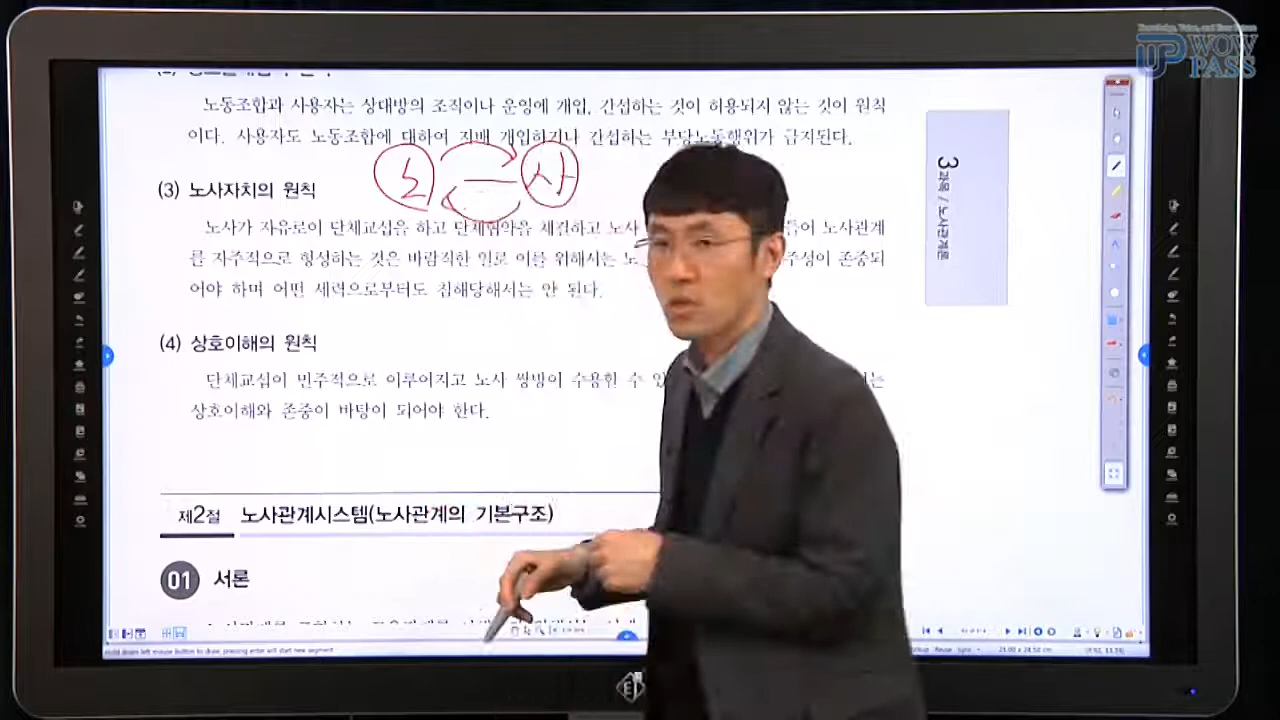 WOW
PASS
UP
노동조합과 사용자는 상대방의 조직이나 운영에 개입, 간섭하는 것이 허용되지 않는 것이 원칙
이다. 사용자도 노동조합에 대하여 지배 개입하거나 간섭하는 부당노동행위가 금지된다.
노
사
(3) 노사자치의 원칙
노사가 자유로이 단체교섭을 하고 단체협약을 체결하고 노사
노사관계
를 자주적으로 형성하는 것은 바람직한 일로 이를 위해서는 노
존중되
어야 하며 어떤 세력으로부터도 침해당해서는 안 된다.
(4) 상호이해의 원칙
단체교섭이 민주적으로 이루어지고 노사 쌍방이 수용할 수
상호이해와 존중이 바탕이 되어야 한다.
제2절 노사관계시스템(노사관계의 기본구조)
01 서론
3과목 / 노사관계론